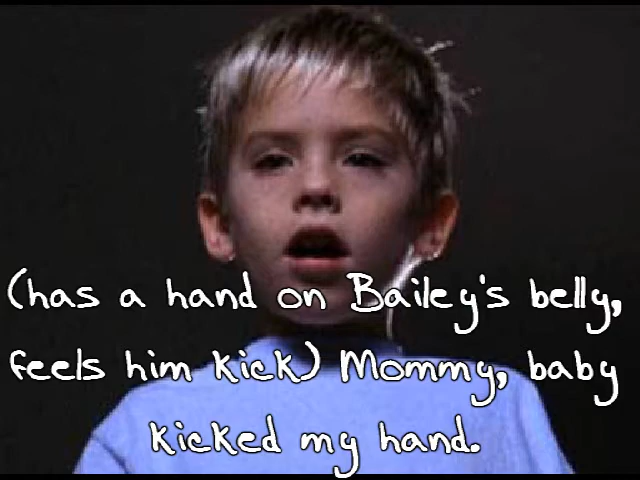 (has a hand on Bailey's belly,
feels him kick) Mommy, baby
kicked my hand.